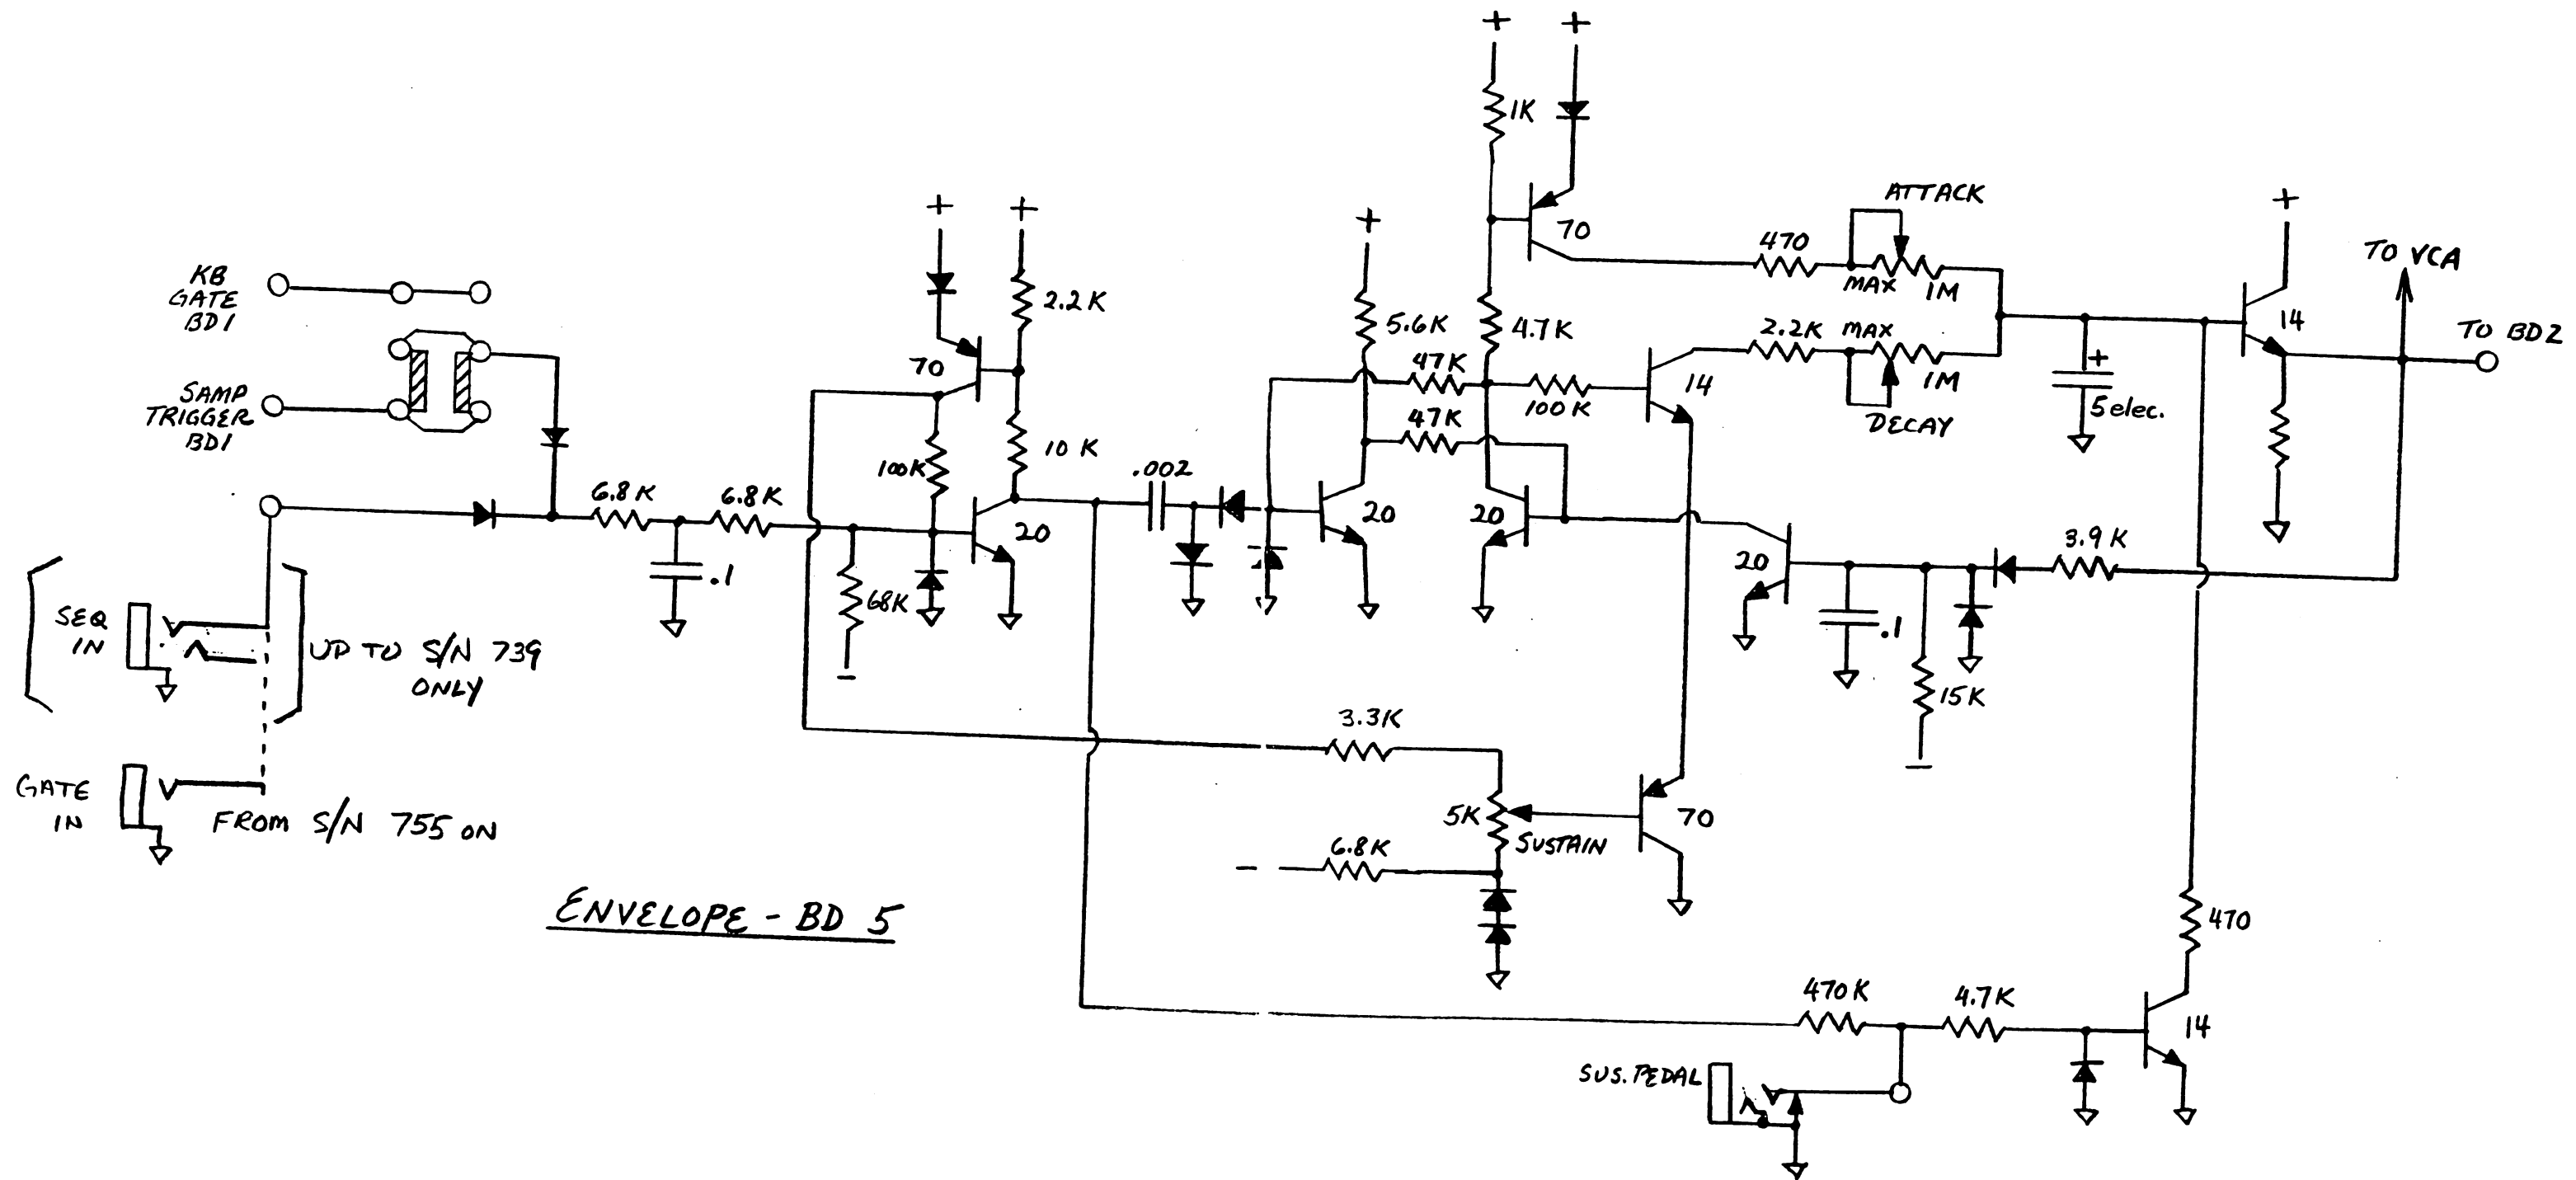 +
+
1K
ATTACK
+
+
+
+
70
470
TO VCA
KB
GATE
BD1
2.2K
MAX
1M
14
5.6K
4.7K
2.2K
MAX
TO BD2
70
47K
14
1M
+
SAMP
TRIGGER
BD1
100K
47K
5 elec.
DECAY
10 K
100K
.002
6.8K
6.8K
20
20
20
3.9K
20
.1
68K
SEQ
IN
.1
UP TO S/N 739
ONLY
–
15K
3.3K
–
GATE
IN
FROM S/N 755 ON
5K
SUSTAIN
70
–
6.8K
ENVELOPE - BD 5
470
470K
4.7K
14
SUS. PEDAL